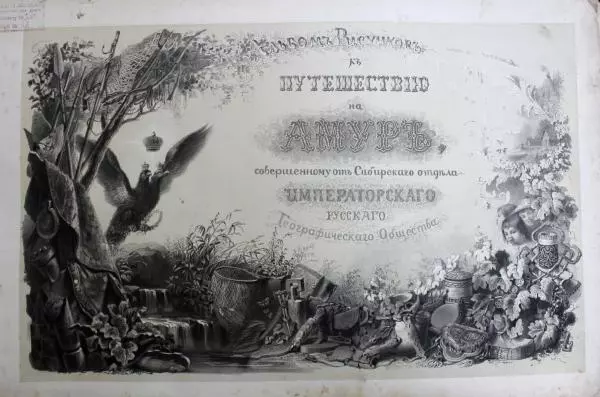 Альбомъ Рисунковъ
къ
ПУТЕШЕСТВІЮ
на
АМУРЪ,
совершенному отъ Сибирскаго отдѣла
ИМПЕРАТОРСКАГО
РУССКАГО
Географическаго Общества.